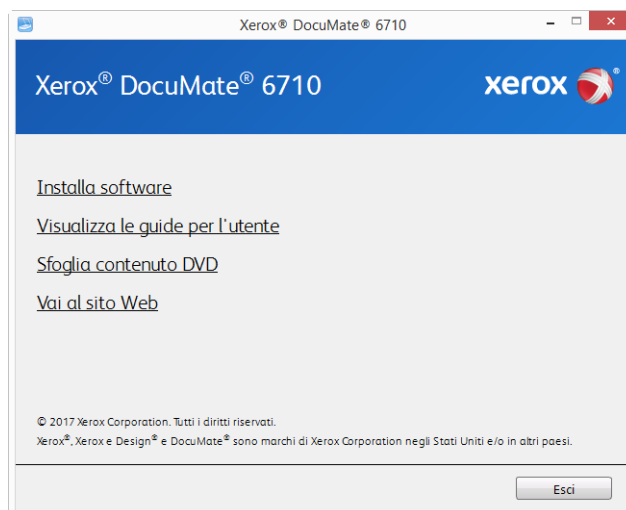 Xerox® DocuMate® 6710
Xerox® DocuMate® 6710
xerox®
Installa software
Visualizza le guide per l'utente
Sfoglia contenuto DVD
Vai al sito Web
© 2017 Xerox Corporation. Tutti i diritti riservati.
Xerox®, Xerox e Design® e DocuMate® sono marchi di Xerox Corporation negli Stati Uniti e/o in altri paesi.
Esci